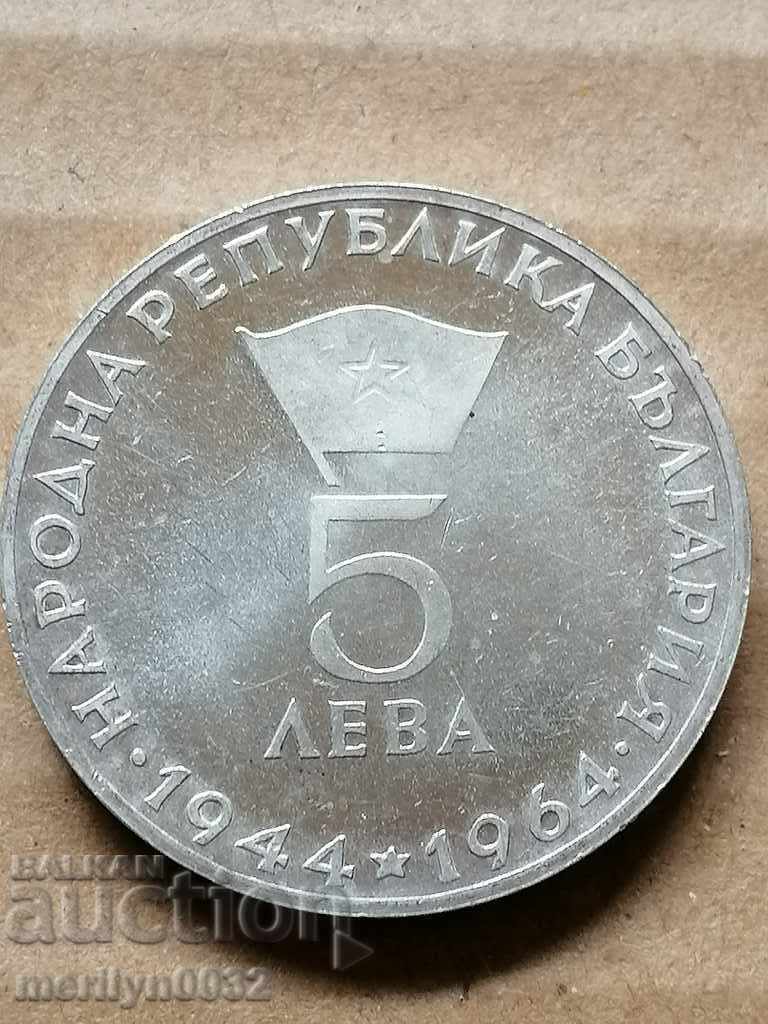 НАРОДНА РЕПУБЛИКА БЪЛГАРИЯ
5
ЛЕВА
· 1944 ★ 1964 ·
BALKAN
auction
merilyn0032